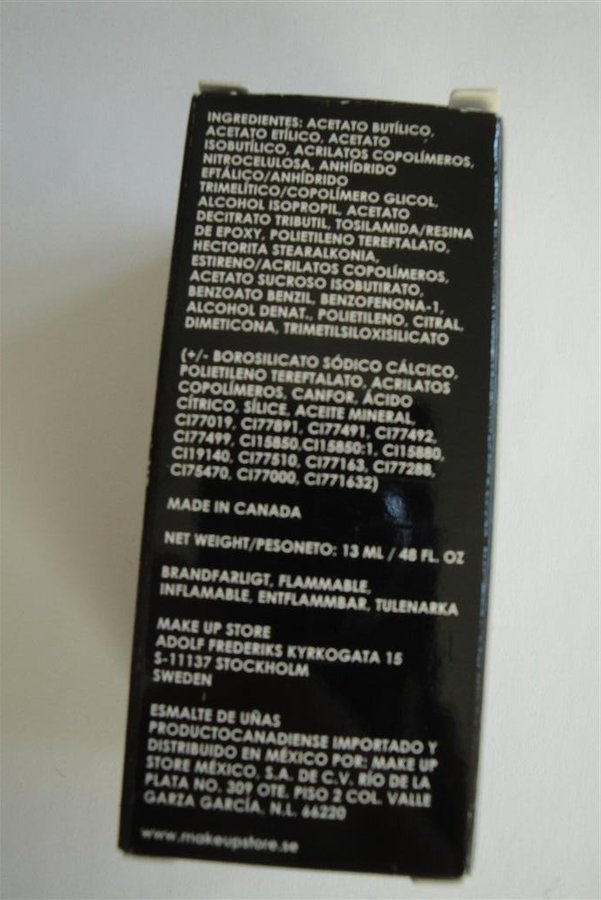 INGREDIENTES: ACETATO BUTÍLICO,
ACETATO ETÍLICO, ACETATO
ISOBUTÍLICO, ACRILATOS COPOLÍMEROS,
NITROCELULOSA, ANHÍDRIDO
EFTÁLICO/ANHÍDRIDO
TRIMELÍTICO/COPOLÍMERO GLICOL,
ALCOHOL ISOPROPIL, ACETATO
DECITRATO TRIBUTIL, TOSILAMIDA/RESINA
DE EPOXY, POLIETILENO TEREFTALATO,
HECTORITA STEARALKONIA,
ESTIRENO/ACRILATOS COPOLÍMEROS,
ACETATO SUCROSO ISOBUTIRATO,
BENZOATO BENZIL, BENZOFENONA-1,
ALCOHOL DENAT., POLIETILENO, CITRAL,
DIMETICONA, TRIMETILSILOXISILICATO
(+/- BOROSILICATO SÓDICO CÁLCICO,
POLIETILENO TEREFTALATO, ACRILATOS
COPOLÍMEROS, CANFOR, ÁCIDO
CÍTRICO, SÍLICE, ACEITE MINERAL,
CI77019, CI77891, CI77491, CI77492,
CI77499, CI15850,CI15850:1, CI15880,
CI19140, CI77510, CI77163, CI77288,
CI75470, CI77000, CI771632)
MADE IN CANADA
NET WEIGHT/PESONETO: 13 ML / 48 FL. OZ
BRANDFARLIGT, FLAMMABLE,
INFLAMABLE, ENTFLAMMBAR, TULENARKA
MAKE UP STORE
ADOLF FREDERIKS KYRKOGATA 15
S-11137 STOCKHOLM
SWEDEN
ESMALTE DE UÑAS
PRODUCTOCANADIENSE IMPORTADO Y
DISTRIBUIDO EN MÉXICO POR: MAKE UP
STORE MÉXICO, S.A. DE C.V. RÍO DE LA
PLATA NO. 309 OTE. PISO 2 COL. VALLE
GARZA GARCÍA, N.L. 66220
www.makeupstore.se